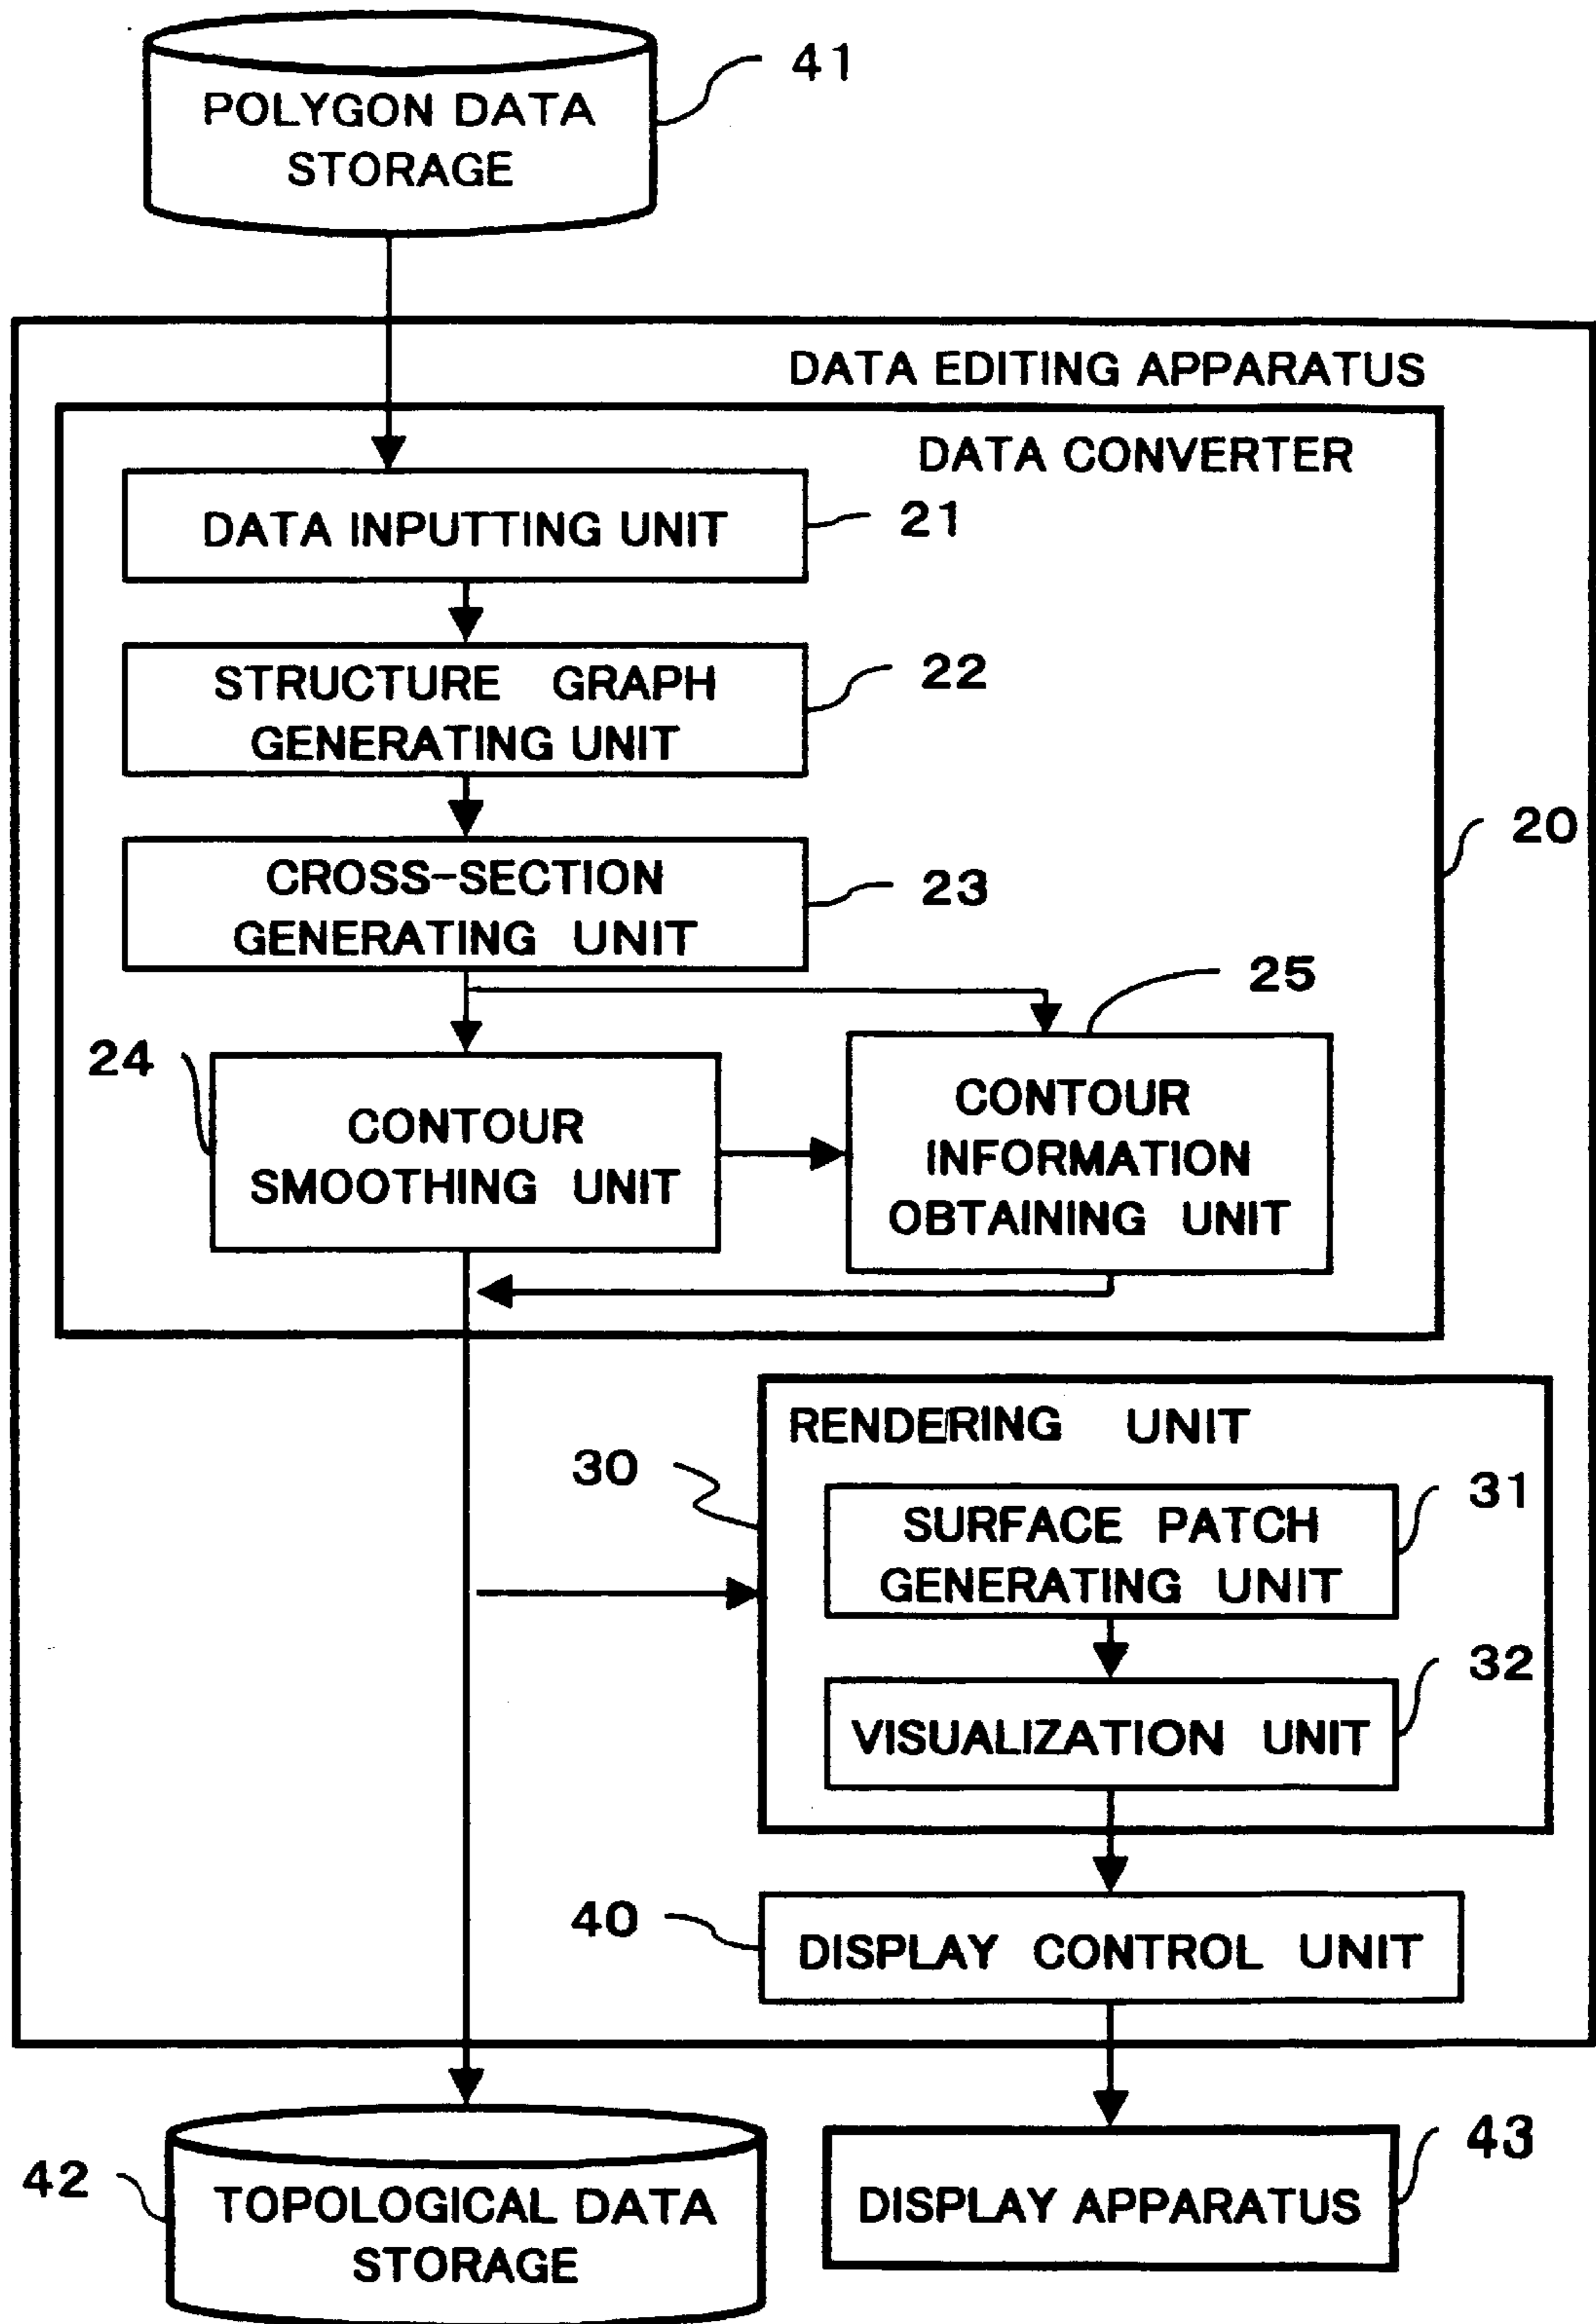 POLYGON DATA
STORAGE
41
DATA EDITING APPARATUS
DATA CONVERTER
DATA INPUTTING UNIT
21
STRUCTURE GRAPH
GENERATING UNIT
22
20
CROSS-SECTION
GENERATING UNIT
23
25
24
CONTOUR
SMOOTHING UNIT
CONTOUR
INFORMATION
OBTAINING UNIT
RENDERING UNIT
30
31
SURFACE PATCH
GENERATING UNIT
32
VISUALIZATION UNIT
40
DISPLAY CONTROL UNIT
42
TOPOLOGICAL DATA
STORAGE
43
DISPLAY APPARATUS